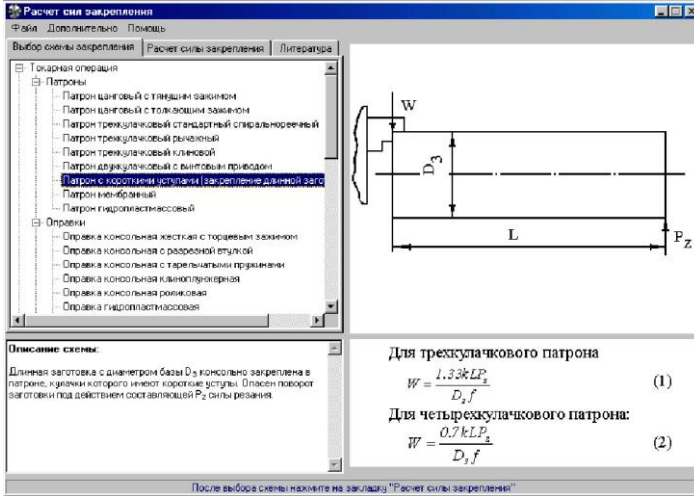 Расчет сил закрепления
Файл Дополнительно Помощь
Выбор схемы закрепления Расчет силы закрепления Литература
Токарная операция
Патроны
Патрон цанговый с тянущим зажимом
Патрон цанговый с толкающим зажимом
Патрон трехкулачковый стандартный спиральнореечный
Патрон трехкулачковый рычажный
Патрон трехкулачковый клиновой
Патрон двухкулачковый с винтовым приводом
Патрон с короткими уступами (закрепление длинной заго
Патрон мембранный
Патрон гидропластмассовый
Оправки
Оправка консольная жесткая с торцевым зажимом
Оправка консольная с разрезной втулкой
Оправка консольная с тарельчатыми пружинами
Оправка консольная клиноплунжерная
Оправка консольная роликовая
Оправка гидропластмассовая
W
D3
L
Pz
Описание схемы:
Длинная заготовка с диаметром базы D3 консольно закреплена в
патроне, кулачки которого имеют короткие уступы. Опасен поворот
заготовки под действием составляющей Pz силы резания.
Для трехкулачкового патрона
W = 1.33kLPz / D3 f (1)
Для четырехкулачкового патрона:
W = 0.7kLPz / D3 f (2)
После выбора схемы нажмите на закладку "Расчет силы закрепления"